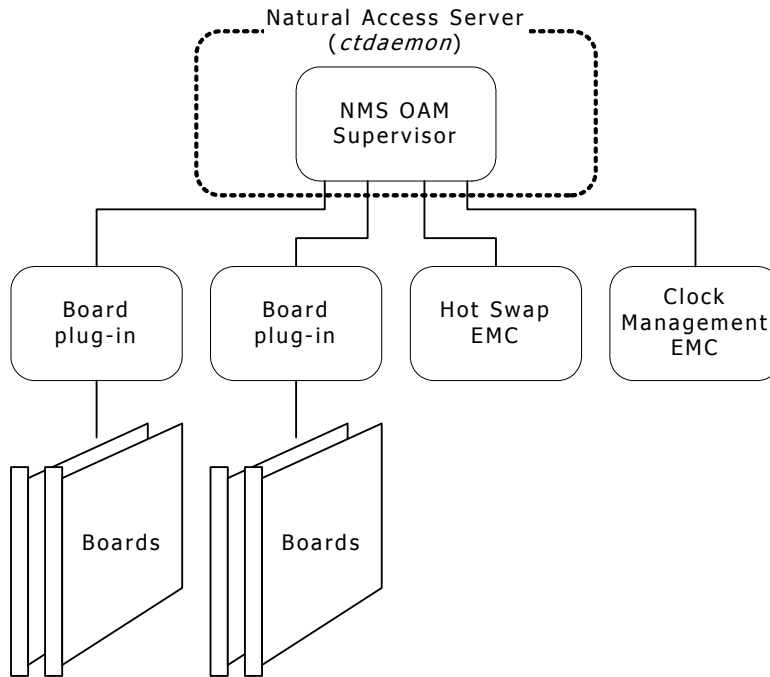 Natural Access Server
(ctdaemon)
NMS OAM
Supervisor
Board
plug-in
Board
plug-in
Hot Swap
EMC
Clock
Management
EMC
Boards
Boards